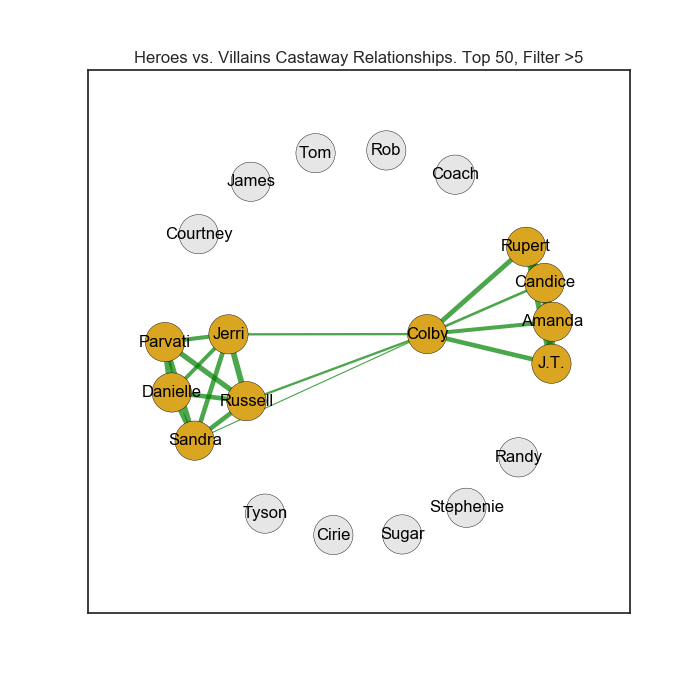 Heroes vs. Villains Castaway Relationships. Top 50, Filter >5
Tom
Rob
James
Coach
Courtney
Rupert
Candice
Amanda
Jerri
Colby
Parvati
J.T.
Danielle
Russell
Sandra
Randy
Stephenie
Tyson
Cirie
Sugar